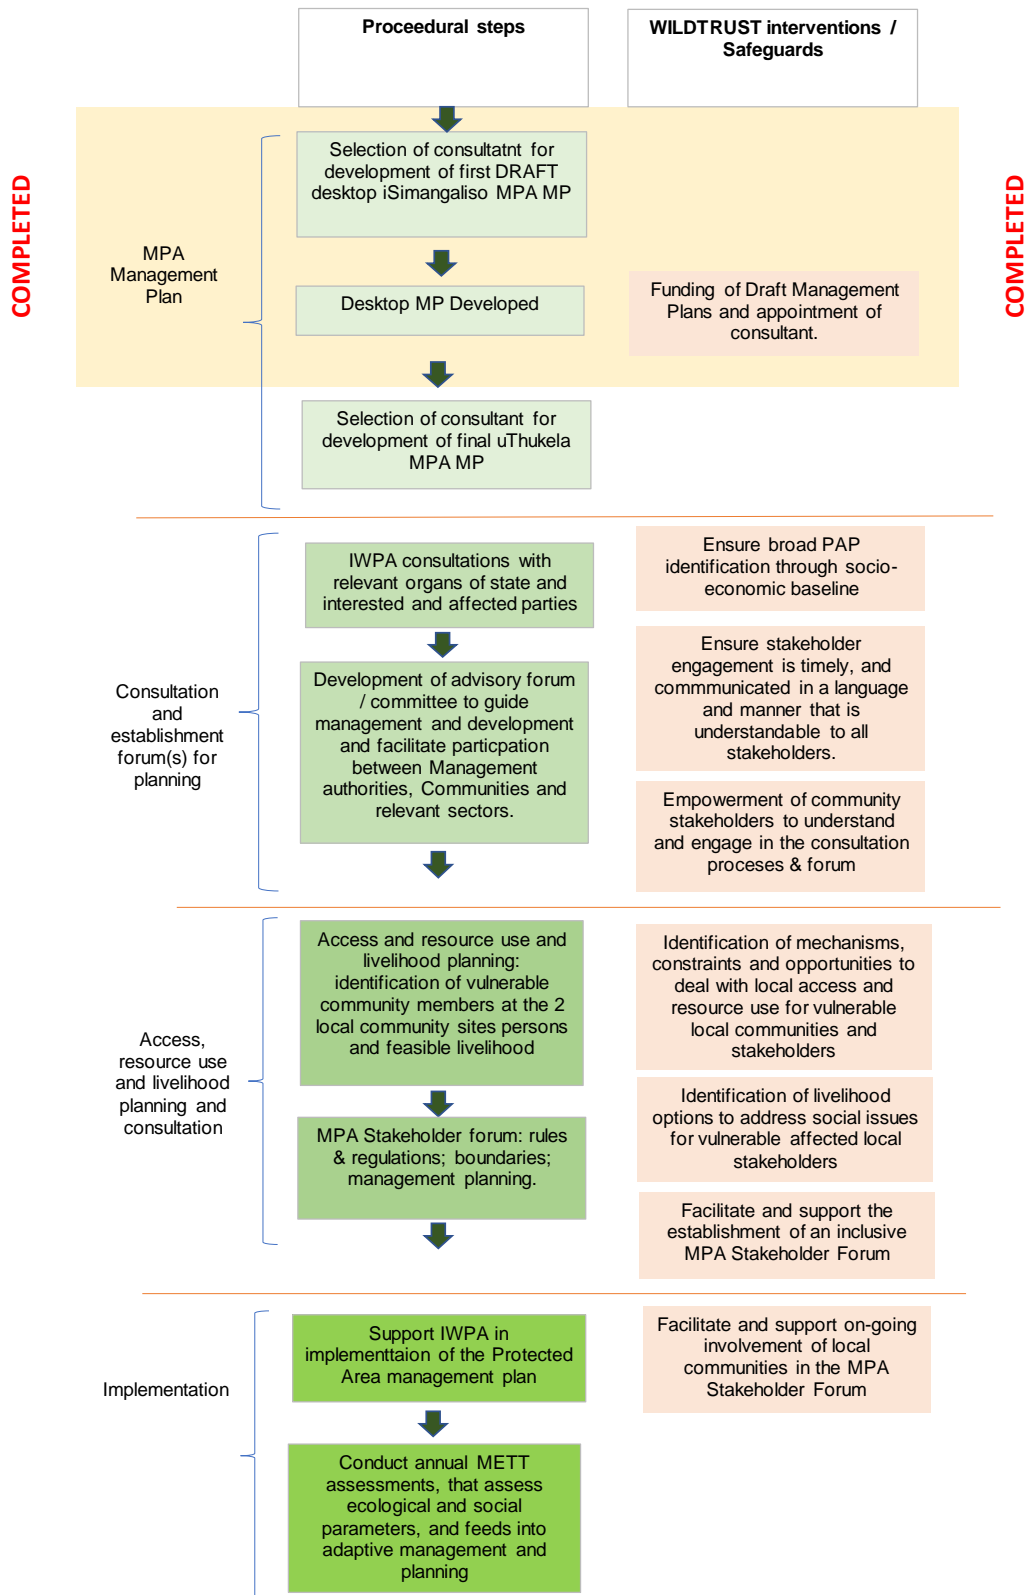 Proceedural steps
WILDTRUST interventions /
Safeguards
COMPLETED
COMPLETED
MPA
Management
Plan
Selection of consultatnt for
development of first DRAFT
desktop iSimangaliso MPA MP
Desktop MP Developed
Funding of Draft Management
Plans and appointment of
consultant.
Selection of consultant for
development of final uThukela
MPA MP
Consultation
and
establishment
forum(s) for
planning
IWPA consultations with
relevant organs of state and
interested and affected parties
Ensure broad PAP
identification through socio-
economic baseline
Development of advisory forum
/ committee to guide
management and development
and facilitate particpation
between Management
authorities, Communities and
relevant sectors.
Ensure stakeholder
engagement is timely, and
commmunicated in a language
and manner that is
understandable to all
stakeholders.
Empowerment of community
stakeholders to understand
and engage in the consultation
proceses & forum
Access,
resource use
and livelihood
planning and
consultation
Access and resource use and
livelihood planning:
identification of vulnerable
community members at the 2
local community sites persons
and feasible livelihood
Identification of mechanisms,
constraints and opportunities to
deal with local access and
resource use for vulnerable
local communities and
stakeholders
MPA Stakeholder forum: rules
& regulations; boundaries;
management planning.
Identification of livelihood
options to address social issues
for vulnerable affected local
stakeholders
Facilitate and support the
establishment of an inclusive
MPA Stakeholder Forum
Implementation
Support IWPA in
implementtaion of the Protected
Area management plan
Facilitate and support on-going
involvement of local
communities in the MPA
Stakeholder Forum
Conduct annual METT
assessments, that assess
ecological and social
parameters, and feeds into
adaptive management and
planning